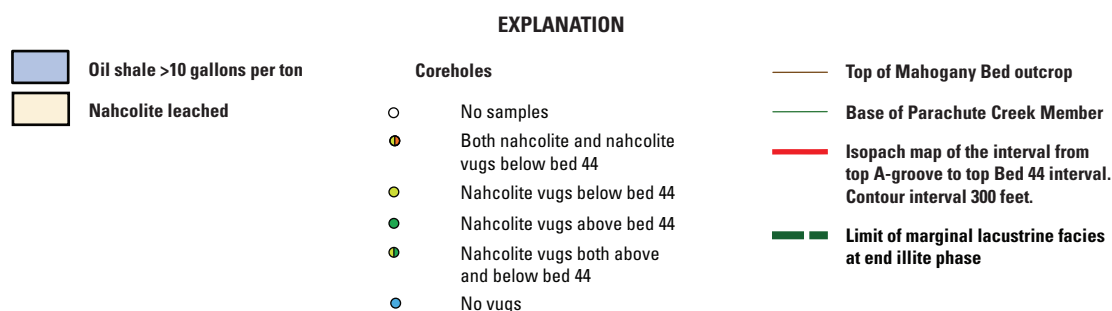 EXPLANATION
Oil shale >10 gallons per ton
Nahcolite leached
Coreholes
No samples
Both nahcolite and nahcolite
vugs below bed 44
Nahcolite vugs below bed 44
Nahcolite vugs above bed 44
Nahcolite vugs both above
and below bed 44
No vugs
Top of Mahogany Bed outcrop
Base of Parachute Creek Member
Isopach map of the interval from
top A-groove to top Bed 44 interval.
Contour interval 300 feet.
Limit of marginal lacustrine facies
at end illite phase